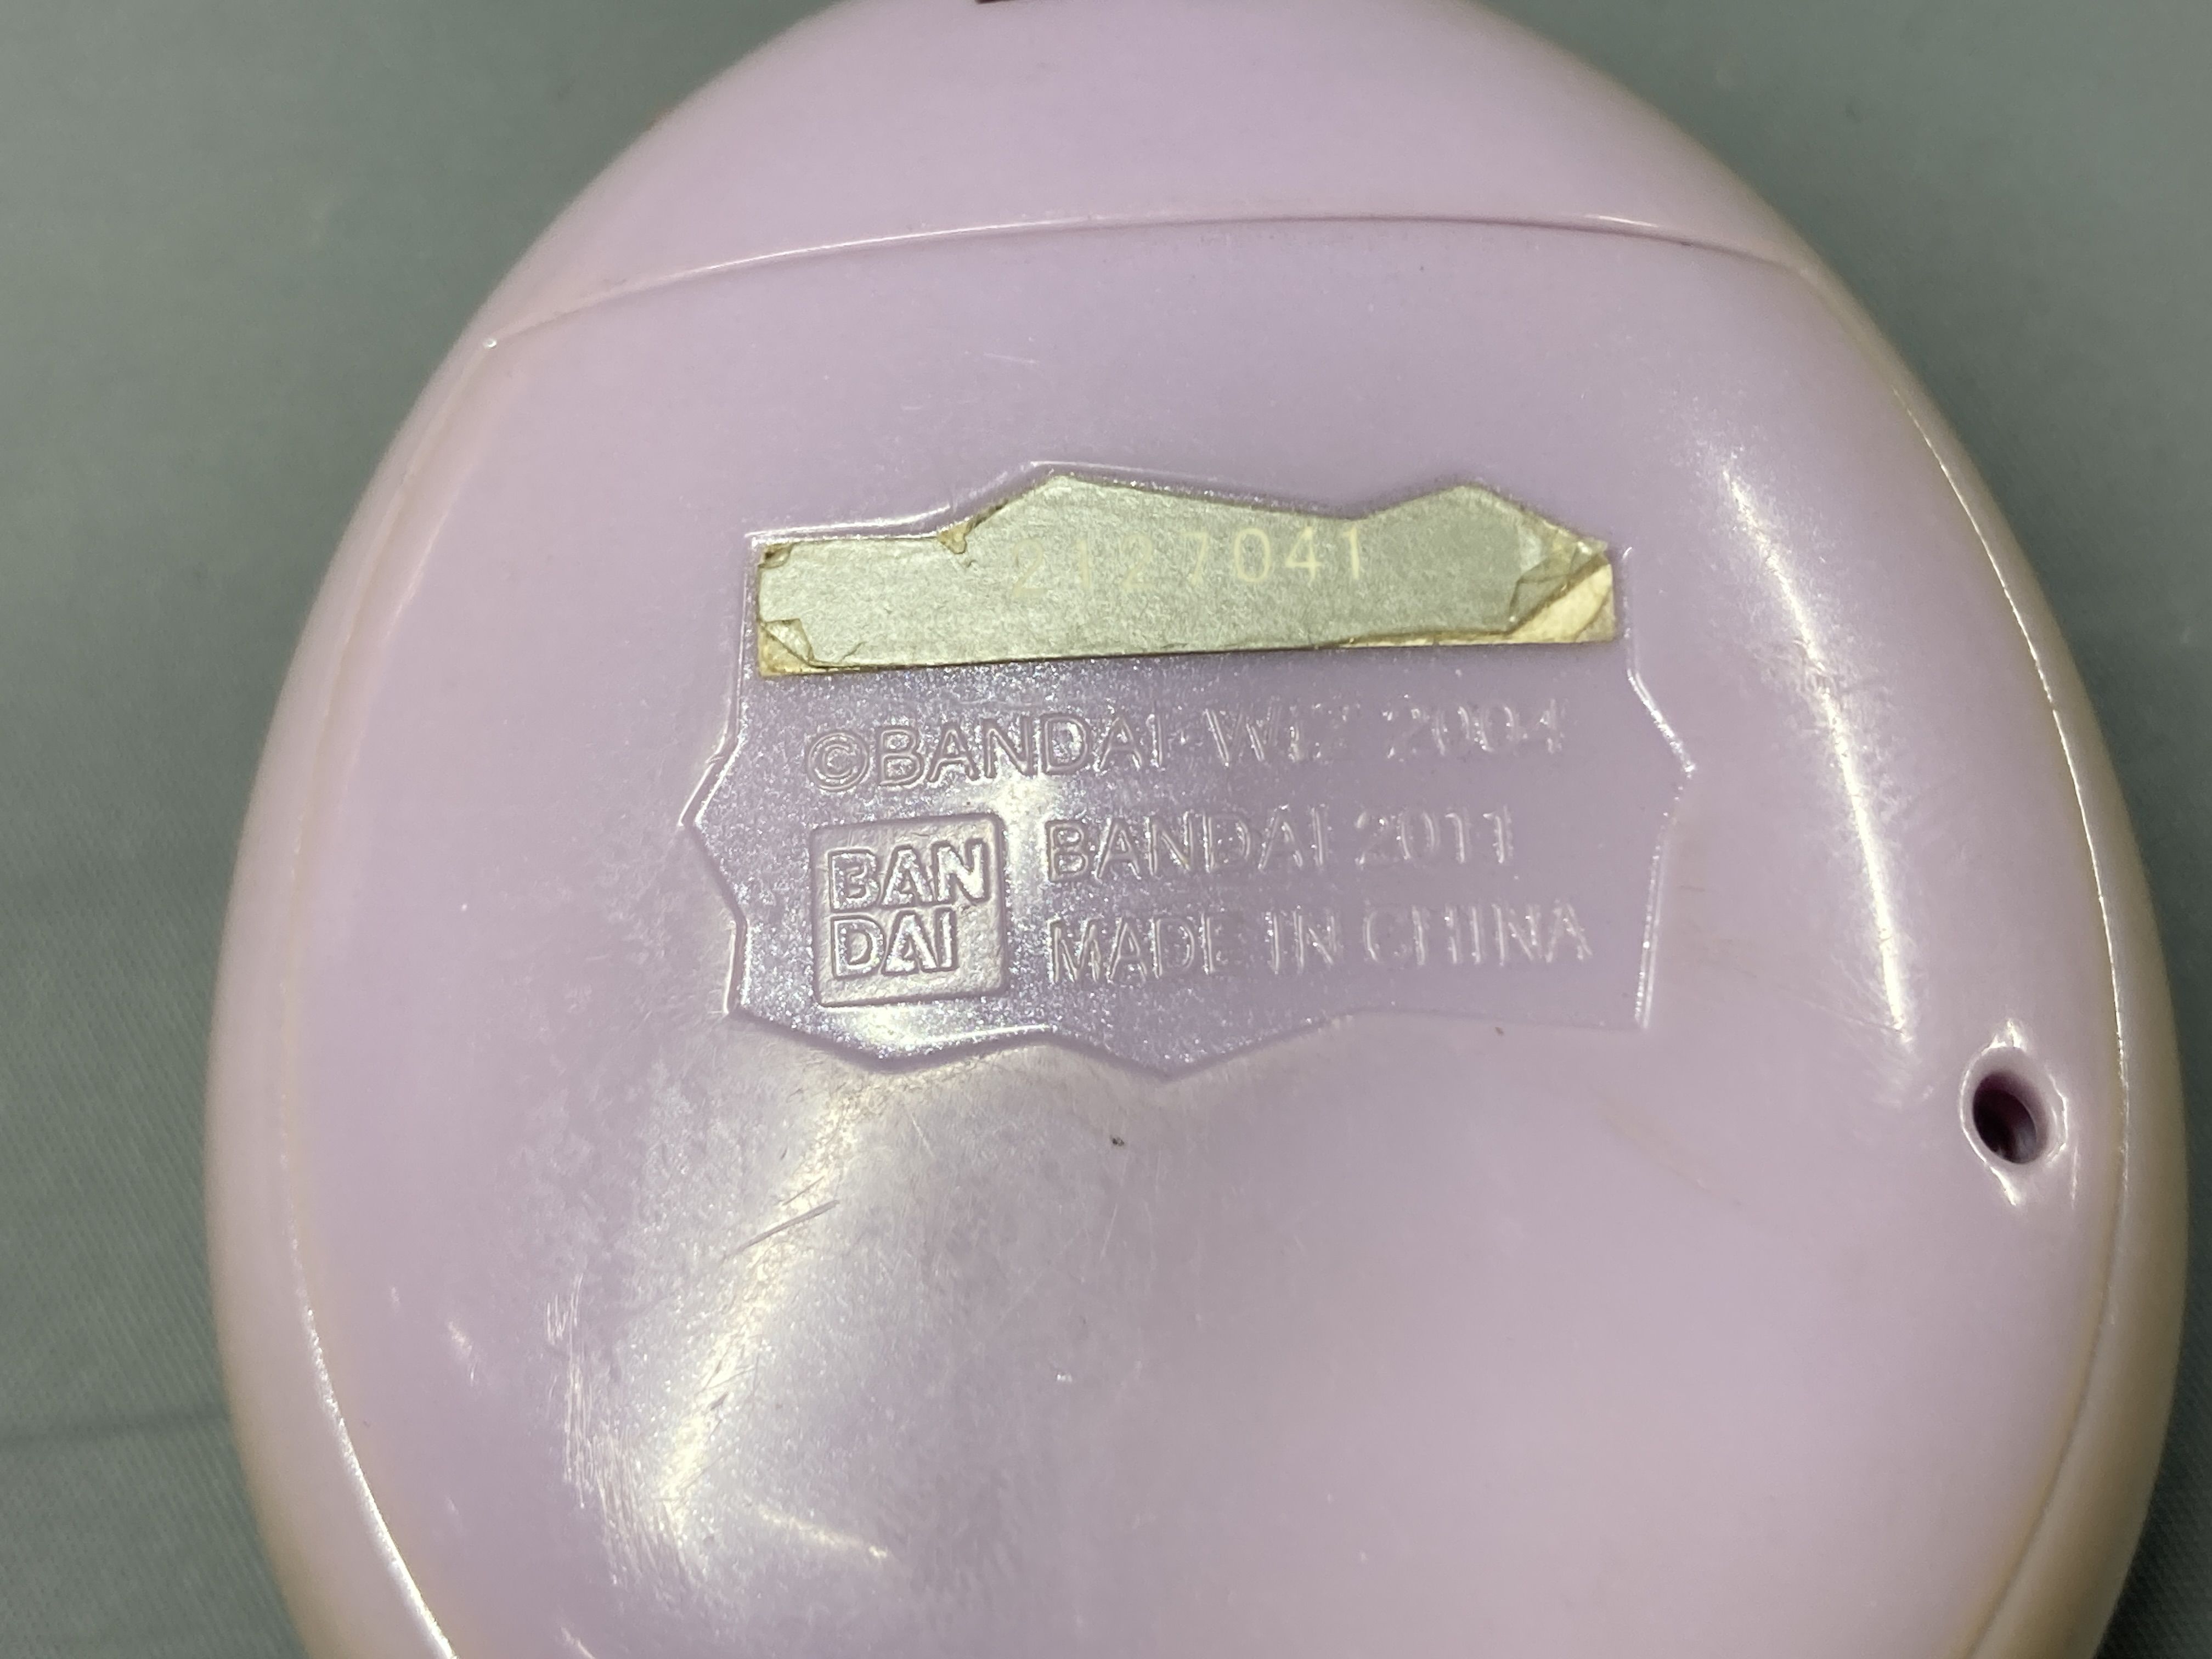 2127041
©BANDAI·WiZ 2004
BAN
DAI
BANDAI 2011
MADE IN CHINA